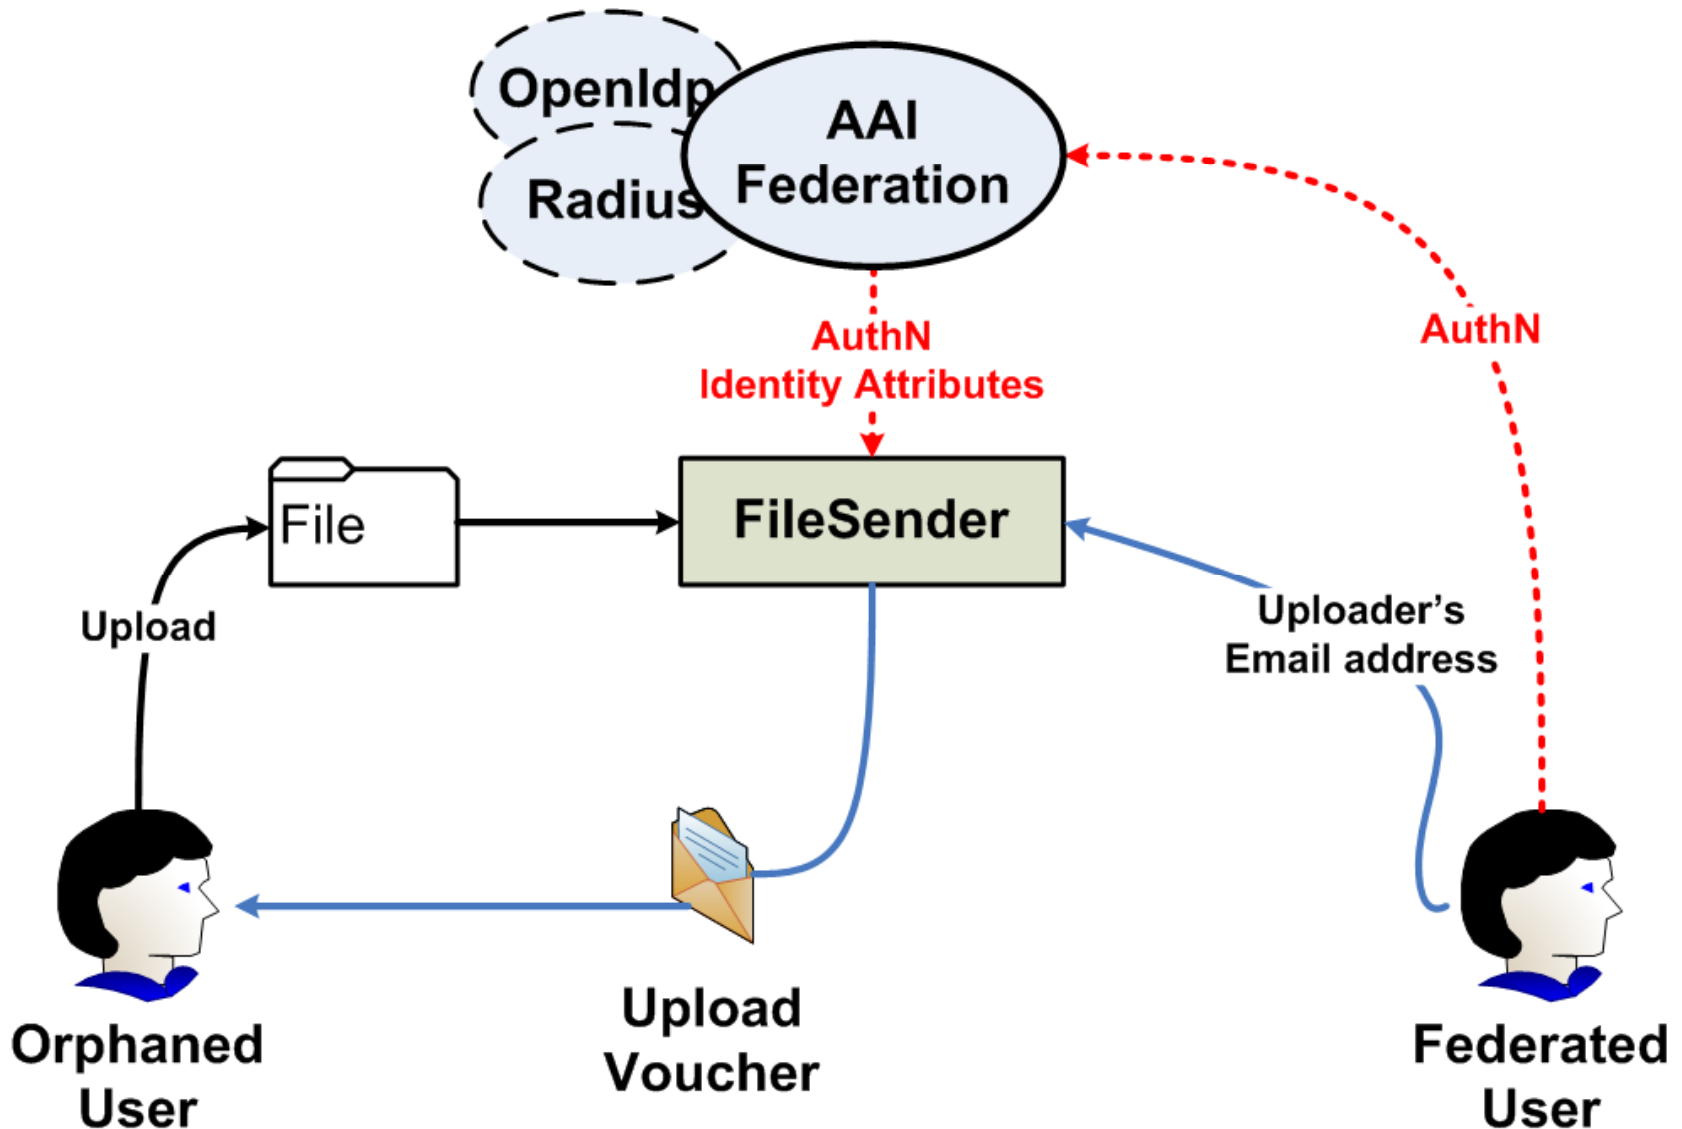 OpenIdp
AAI
Federation
Radius
AuthN
Identity Attributes
AuthN
File
FileSender
Upload
Uploader’s
Email address
Upload
Voucher
Orphaned
User
Federated
User